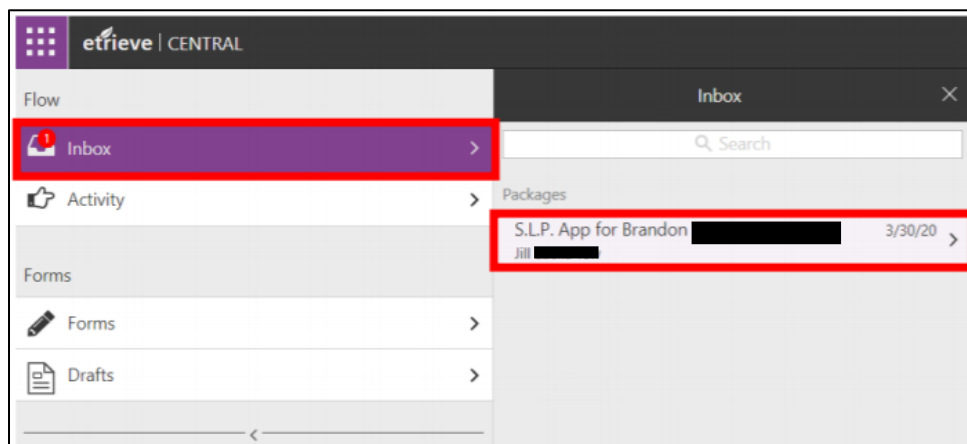 etrieve | CENTRAL
Flow
Inbox
×
1
Inbox
Search
Activity
Packages
S.L.P. App for Brandon
3/30/20
Jill
Forms
Forms
Drafts